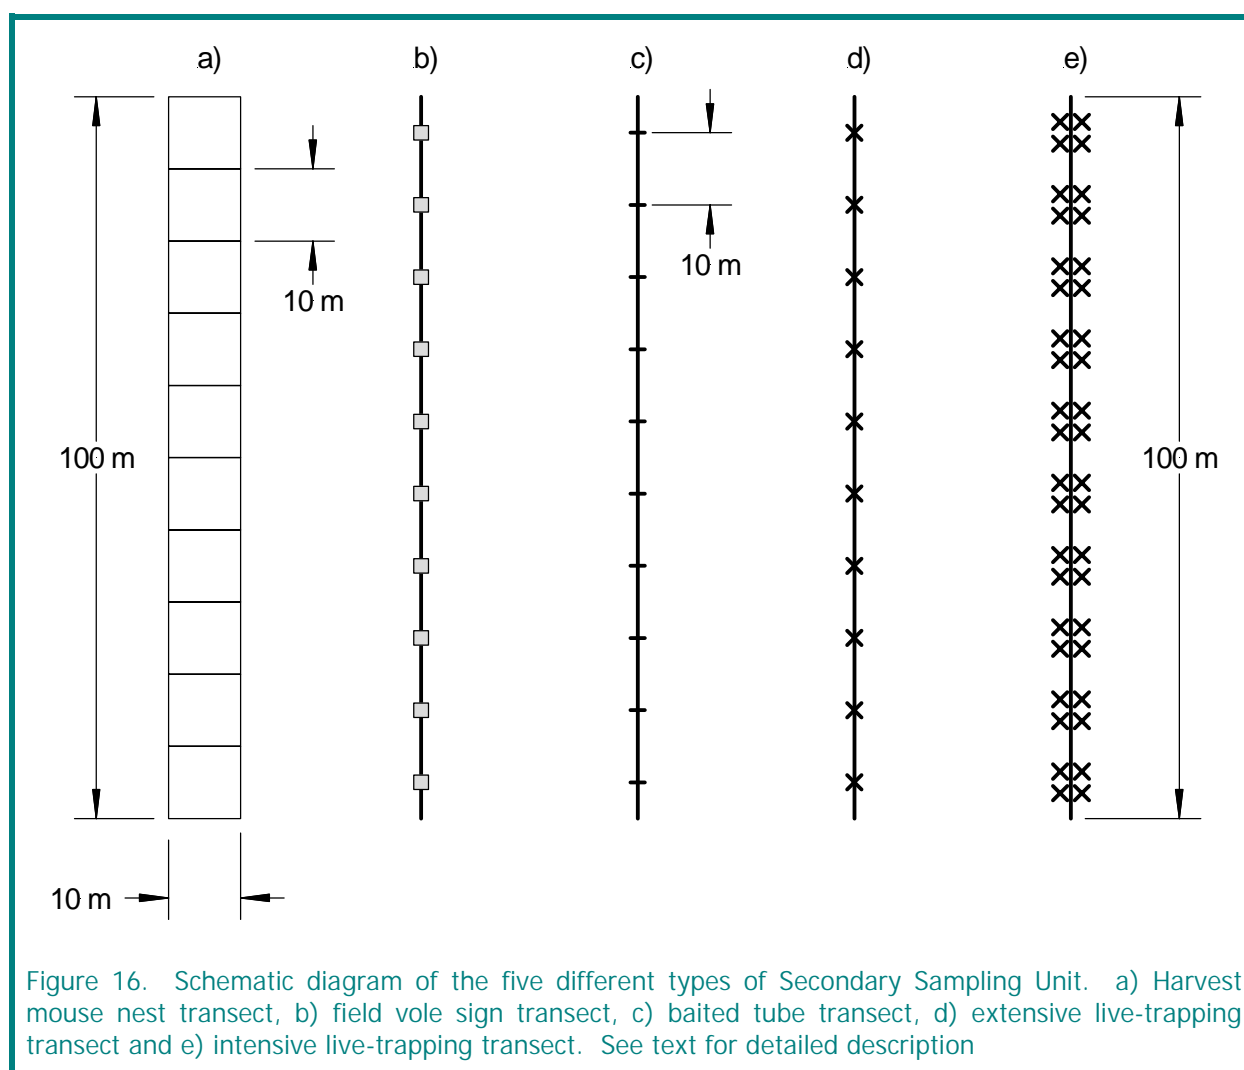 a) b) c) d) e)
10 m
10 m
100 m
100 m
10 m
Figure 16. Schematic diagram of the five different types of Secondary Sampling Unit. a) Harvest
mouse nest transect, b) field vole sign transect, c) baited tube transect, d) extensive live-trapping
transect and e) intensive live-trapping transect. See text for detailed description